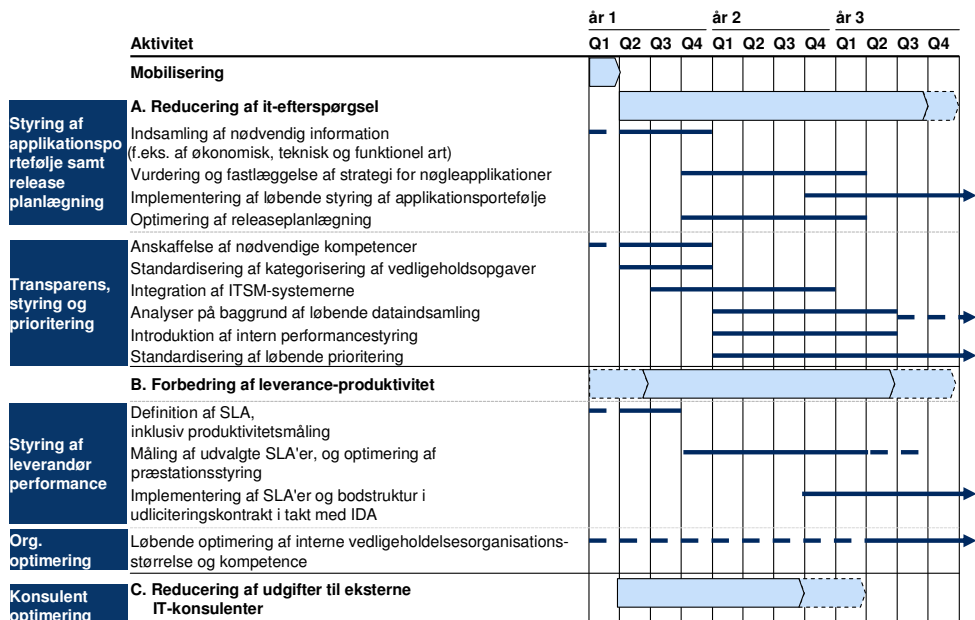 år 1 år 2 år 3
Aktivitet Q1 Q2 Q3 Q4 Q1 Q2 Q3 Q4 Q1 Q2 Q3 Q4
Mobilisering
A. Reducering af it-efterspørgsel
Styring af
applikationspo
rtefølje samt
release
planlægning
Indsamling af nødvendig information
(f.eks. af økonomisk, teknisk og funktionel art)
Vurdering og fastlæggelse af strategi for nøgleapplikationer
Implementering af løbende styring af applikationsportefølje
Optimering af releaseplanlægning
Transparens,
styring og
prioritering
Anskaffelse af nødvendige kompetencer
Standardisering af kategorisering af vedligeholdsopgaver
Integration af ITSM-systemerne
Analyser på baggrund af løbende dataindsamling
Introduktion af intern performancestyring
Standardisering af løbende prioritering
B. Forbedring af leverance-produktivitet
Styring af
leverandør
performance
Definition af SLA,
inklusiv produktivitetsmåling
Måling af udvalgte SLA'er, og optimering af
præstationsstyring
Implementering af SLA'er og bodstruktur i
udliciteringskontrakt i takt med IDA
Org.
optimering
Løbende optimering af interne vedligeholdelsesorganisations-
størrelse og kompetence
Konsulent
optimering
C. Reducering af udgifter til eksterne
IT-konsulenter